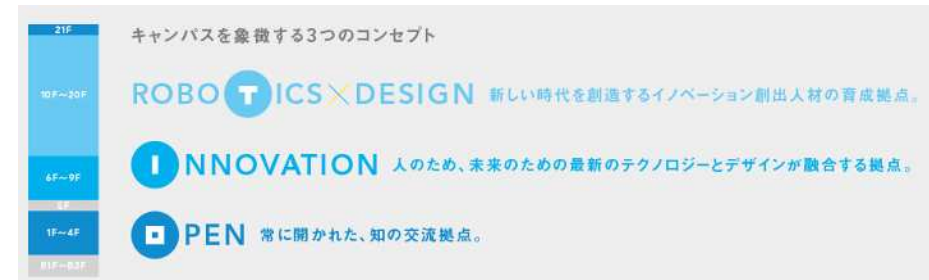 21F
キャンパスを象徴する3つのコンセプト
10F〜20F
ROBOTICS×DESIGN 新しい時代を創造するイノベーション創出人材の育成拠点。
6F〜9F
INNOVATION 人のため、未来のための最新のテクノロジーとデザインが融合する拠点。
5F
1F〜4F
OPEN 常に開かれた、知の交流拠点。
B1F〜B3F